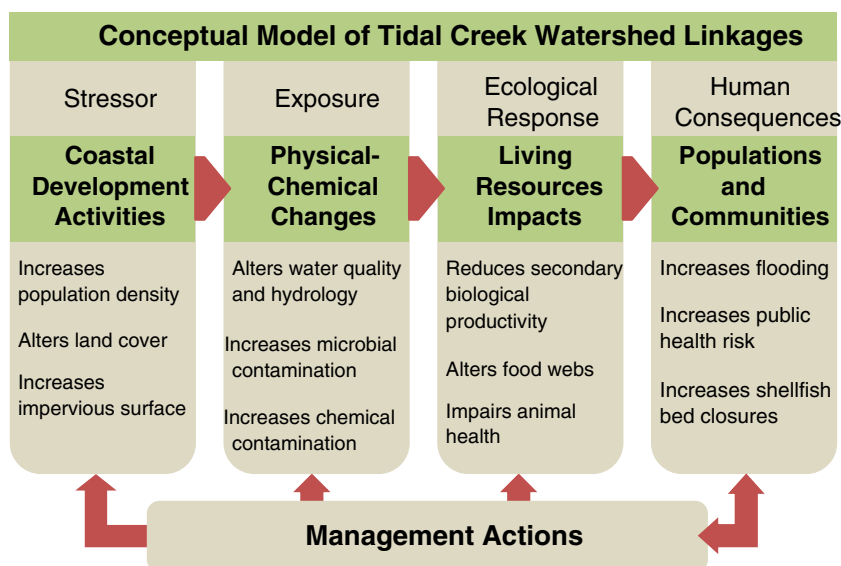 Conceptual Model of Tidal Creek Watershed Linkages
Stressor
Coastal
Development
Activities
Increases
population density
Alters land cover
Increases
impervious surface
Exposure
Physical-
Chemical
Changes
Alters water quality
and hydrology
Increases microbial
contamination
Increases chemical
contamination
Ecological
Response
Living
Resources
Impacts
Reduces secondary
biological
productivity
Alters food webs
Impairs animal
health
Human
Consequences
Populations
and
Communities
Increases flooding
Increases public
health risk
Increases shellfish
bed closures
Management Actions